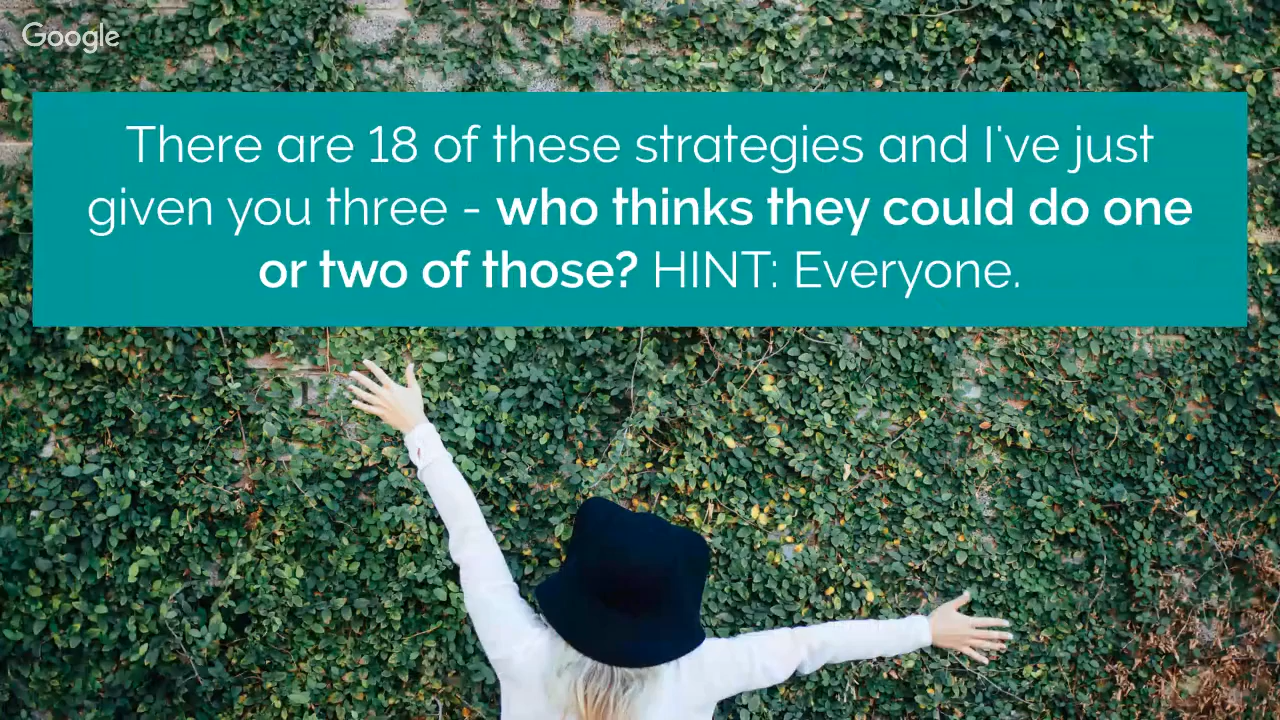 Google
There are 18 of these strategies and I've just
given you three - who thinks they could do one
or two of those? HINT: Everyone.